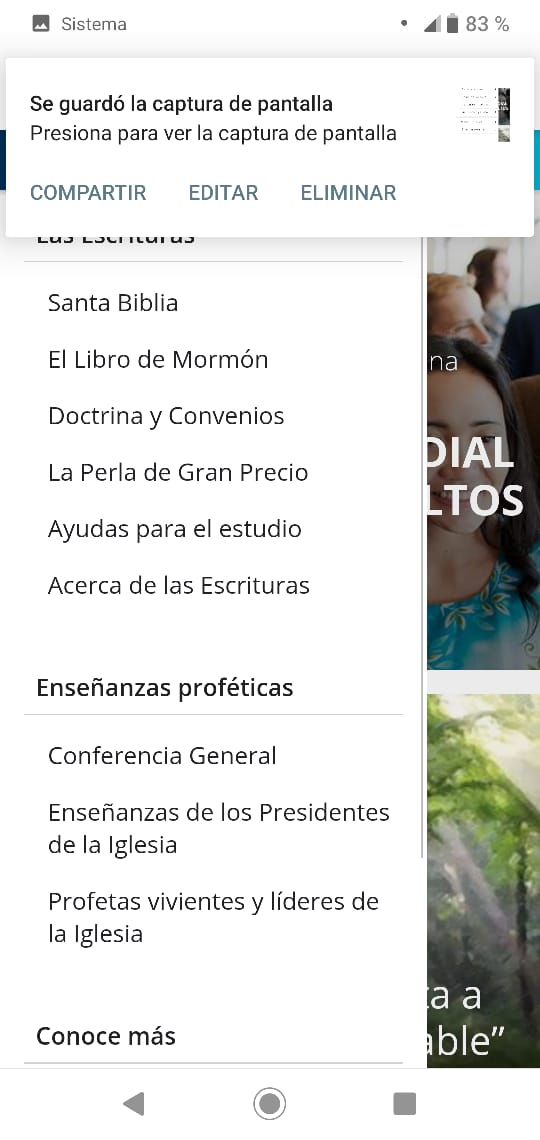 Sistema
83 %
Se guardó la captura de pantalla
Presiona para ver la captura de pantalla
COMPARTIR EDITAR ELIMINAR
Las Escrituras
Santa Biblia
El Libro de Mormón
Doctrina y Convenios
La Perla de Gran Precio
Ayudas para el estudio
Acerca de las Escrituras
Enseñanzas proféticas
Conferencia General
Enseñanzas de los Presidentes
de la Iglesia
Profetas vivientes y líderes de
la Iglesia
Conoce más
na
DIAL
LTOS
ta a
able”